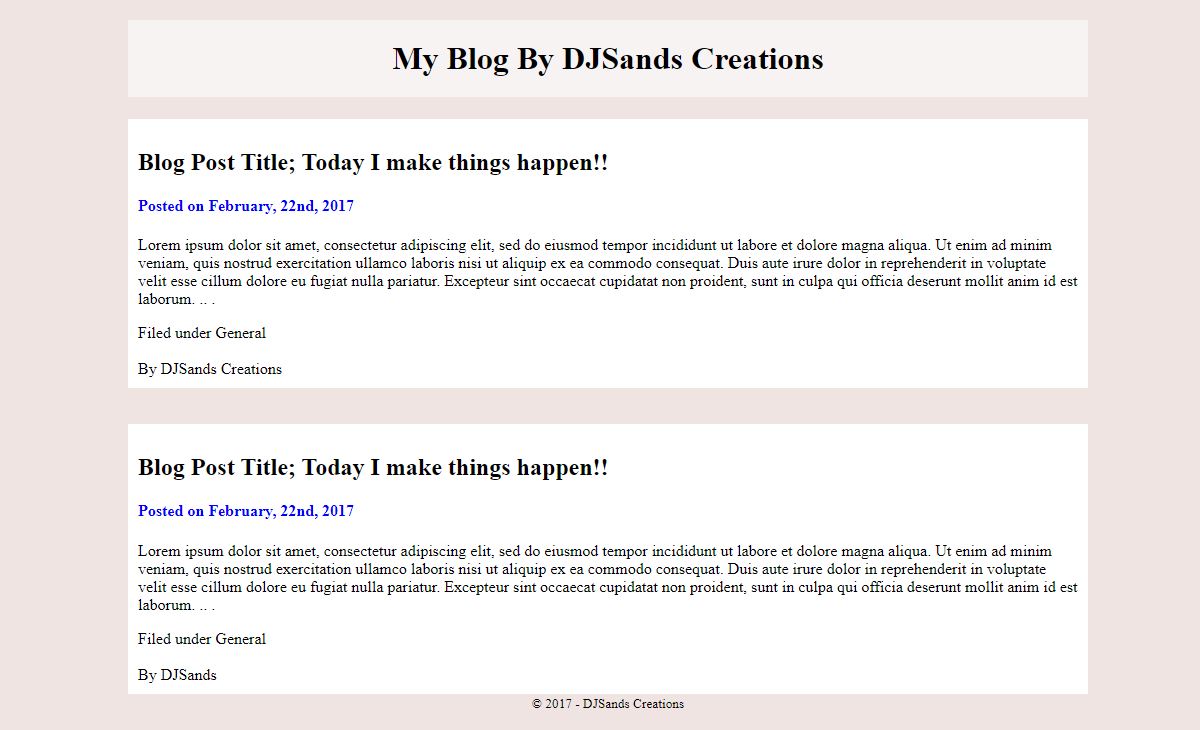 My Blog By DJSands Creations
Blog Post Title; Today I make things happen!!
Posted on February, 22nd, 2017
Lorem ipsum dolor sit amet, consectetur adipiscing elit, sed do eiusmod tempor incididunt ut labore et dolore magna aliqua. Ut enim ad minim
veniam, quis nostrud exercitation ullamco laboris nisi ut aliquip ex ea commodo consequat. Duis aute irure dolor in reprehenderit in voluptate
velit esse cillum dolore eu fugiat nulla pariatur. Excepteur sint occaecat cupidatat non proident, sunt in culpa qui officia deserunt mollit anim id est
laborum. .. .
Filed under General
By DJSands Creations
Blog Post Title; Today I make things happen!!
Posted on February, 22nd, 2017
Lorem ipsum dolor sit amet, consectetur adipiscing elit, sed do eiusmod tempor incididunt ut labore et dolore magna aliqua. Ut enim ad minim
veniam, quis nostrud exercitation ullamco laboris nisi ut aliquip ex ea commodo consequat. Duis aute irure dolor in reprehenderit in voluptate
velit esse cillum dolore eu fugiat nulla pariatur. Excepteur sint occaecat cupidatat non proident, sunt in culpa qui officia deserunt mollit anim id est
laborum. .. .
Filed under General
By DJSands
© 2017 - DJSands Creations